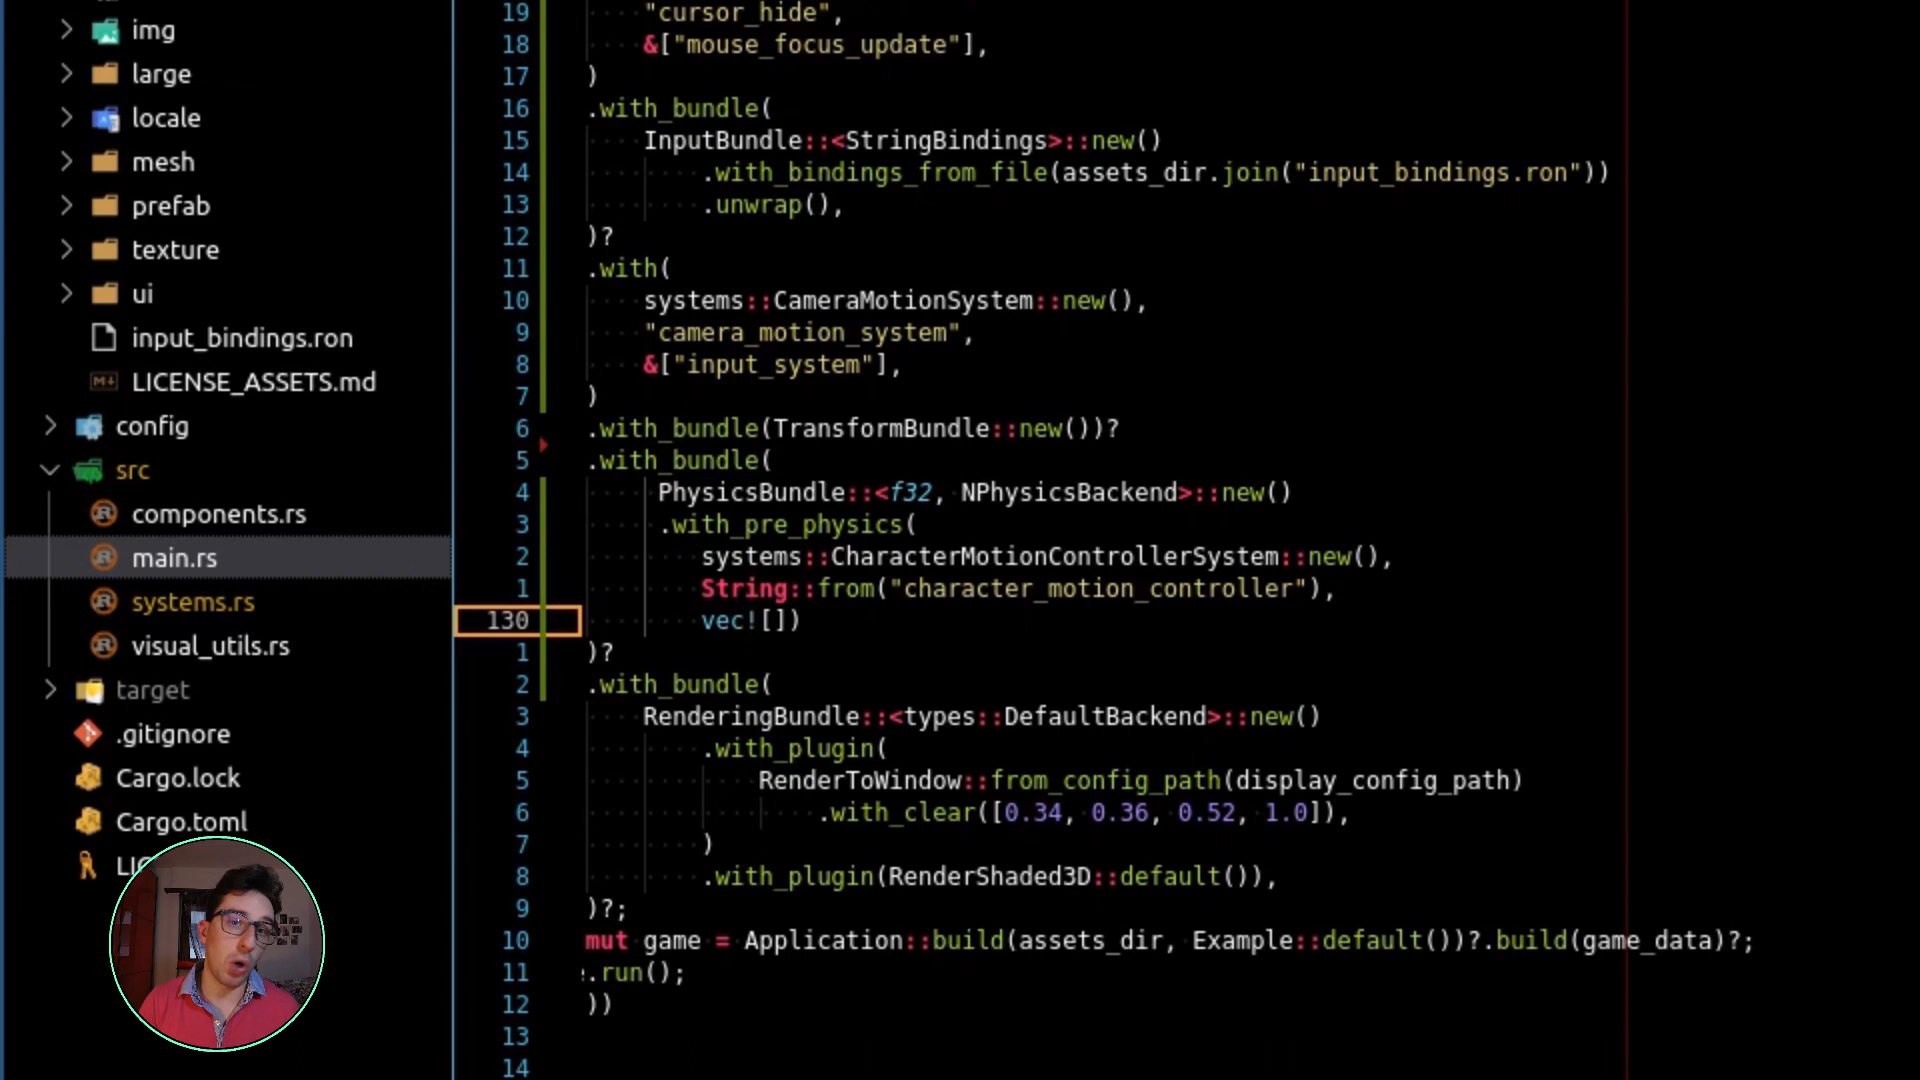 img
large
locale
mesh
prefab
texture
ui
input_bindings.ron
LICENSE_ASSETS.md
config
src
components.rs
main.rs
systems.rs
visual_utils.rs
target
.gitignore
Cargo.lock
Cargo.toml
19 "cursor_hide",
18 &["mouse_focus_update"],
17 )
16 .with_bundle(
15 InputBundle::<StringBindings>::new()
14 .with_bindings_from_file(assets_dir.join("input_bindings.ron"))
13 .unwrap(),
12 )?
11 .with(
10 systems::CameraMotionSystem::new(),
9 "camera_motion_system",
8 &["input_system"],
7 )
6 .with_bundle(TransformBundle::new())?
5 .with_bundle(
4 PhysicsBundle::<f32, NPhysicsBackend>::new()
3 .with_pre_physics(
2 systems::CharacterMotionControllerSystem::new(),
1 String::from("character_motion_controller"),
130 vec![])
1 )?
2 .with_bundle(
3 RenderingBundle::<types::DefaultBackend>::new()
4 .with_plugin(
5 RenderToWindow::from_config_path(display_config_path)
6 .with_clear([0.34, 0.36, 0.52, 1.0]),
7 )
8 .with_plugin(RenderShaded3D::default()),
9 )?;
10 mut game = Application::build(assets_dir, Example::default())?.build(game_data)?;
11 .run();
12 ))
13
14